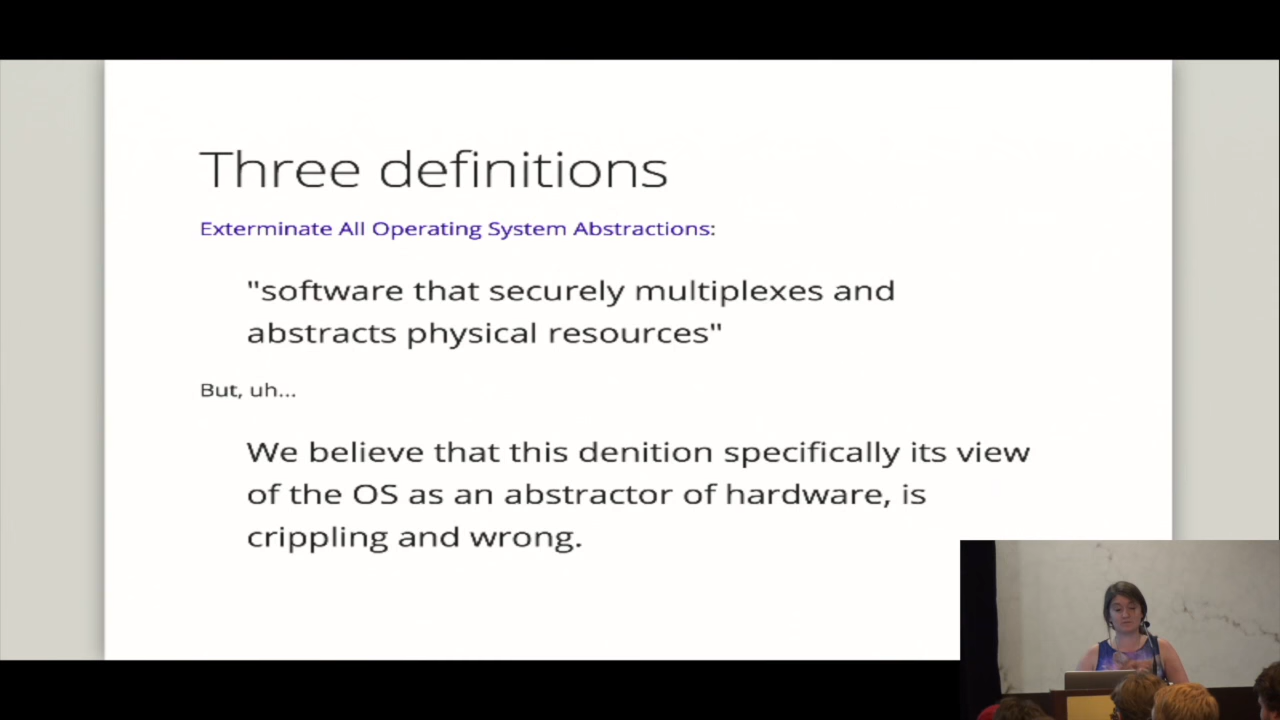 Three definitions
Exterminate All Operating System Abstractions:
"software that securely multiplexes and
abstracts physical resources"
But, uh...
We believe that this denition specifically its view
of the OS as an abstractor of hardware, is
crippling and wrong.